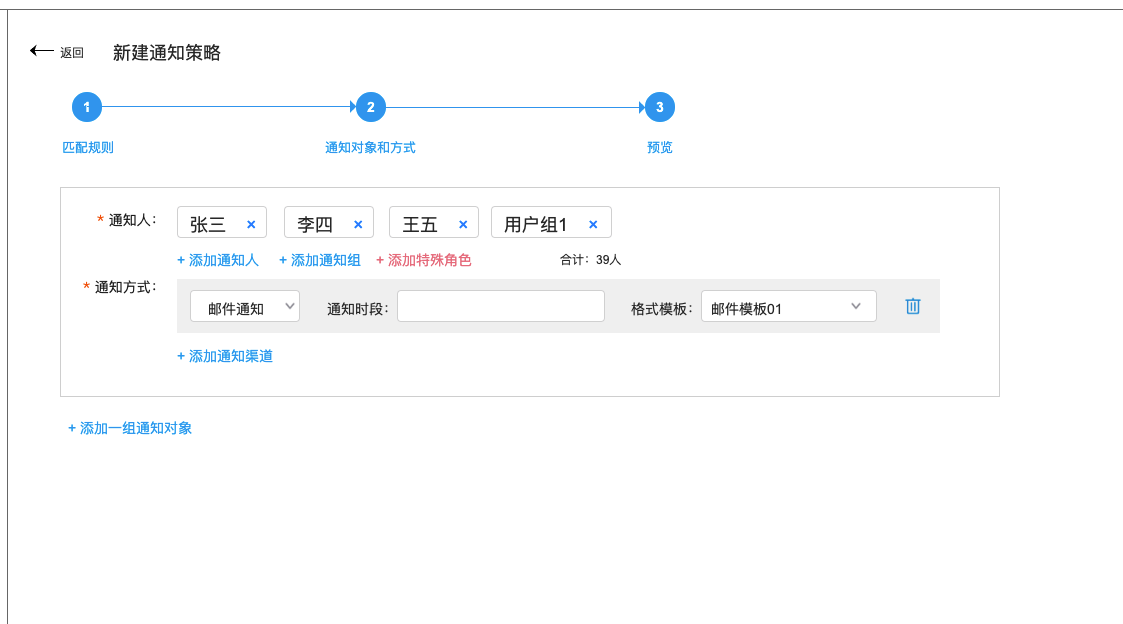 返回 新建通知策略
1 2 3
匹配规则 通知对象和方式 预览
* 通知人: 张三 × 李四 × 王五 × 用户组1 ×
+ 添加通知人 + 添加通知组 + 添加特殊角色 合计: 39人
* 通知方式:
邮件通知 通知时段: 格式模板: 邮件模板01
+ 添加通知渠道
+ 添加一组通知对象